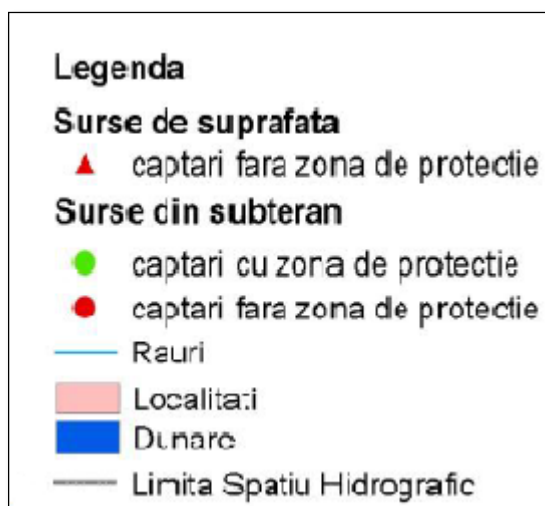 Legenda
Surse de suprafata
captari fara zona de protectie
Surse din subteran
captari cu zona de protectie
captari fara zona de protectie
Rauri
Localitati
Dunare
Limita Spatiu Hidrografic